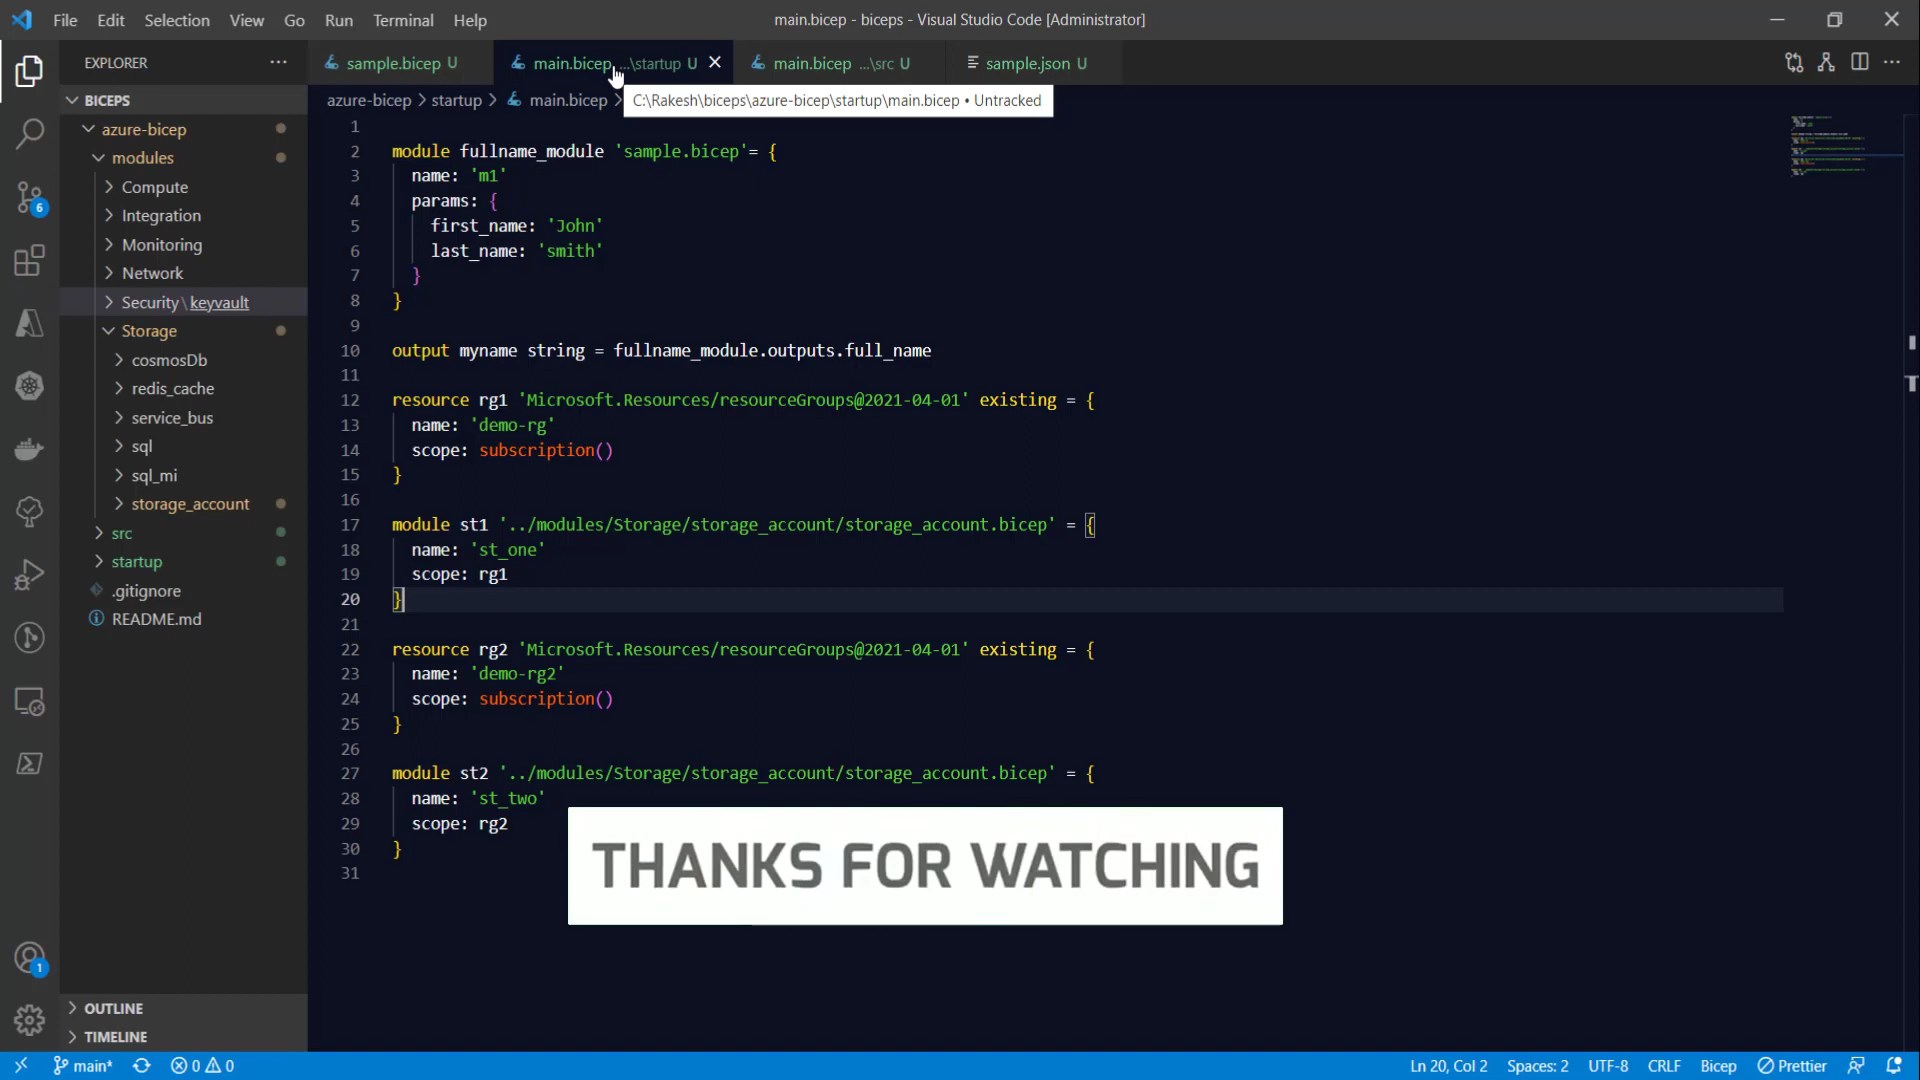 File Edit Selection View Go Run Terminal Help
main.bicep - biceps - Visual Studio Code [Administrator]
EXPLORER
sample.bicep U
main.bicep ...\startup U
main.bicep ...\src U
sample.json U
BICEPS
azure-bicep
modules
Compute
Integration
Monitoring
Network
Security\keyvault
Storage
cosmosDb
redis_cache
service_bus
sql
sql_mi
storage_account
src
startup
.gitignore
README.md
OUTLINE
TIMELINE
6
1
azure-bicep > startup > main.bicep >
C:\Rakesh\biceps\azure-bicep\startup\main.bicep • Untracked
1
2 module fullname_module 'sample.bicep'= {
3 name: 'm1'
4 params: {
5 first_name: 'John'
6 last_name: 'smith'
7 }
8 }
9
10 output myname string = fullname_module.outputs.full_name
11
12 resource rg1 'Microsoft.Resources/resourceGroups@2021-04-01' existing = {
13 name: 'demo-rg'
14 scope: subscription()
15 }
16
17 module st1 '../modules/Storage/storage_account/storage_account.bicep' = {
18 name: 'st_one'
19 scope: rg1
20 }
21
22 resource rg2 'Microsoft.Resources/resourceGroups@2021-04-01' existing = {
23 name: 'demo-rg2'
24 scope: subscription()
25 }
26
27 module st2 '../modules/Storage/storage_account/storage_account.bicep' = {
28 name: 'st_two'
29 scope: rg2
30 }
31
THANKS FOR WATCHING
main* 0 0
Ln 20, Col 2 Spaces: 2 UTF-8 CRLF Bicep Prettier